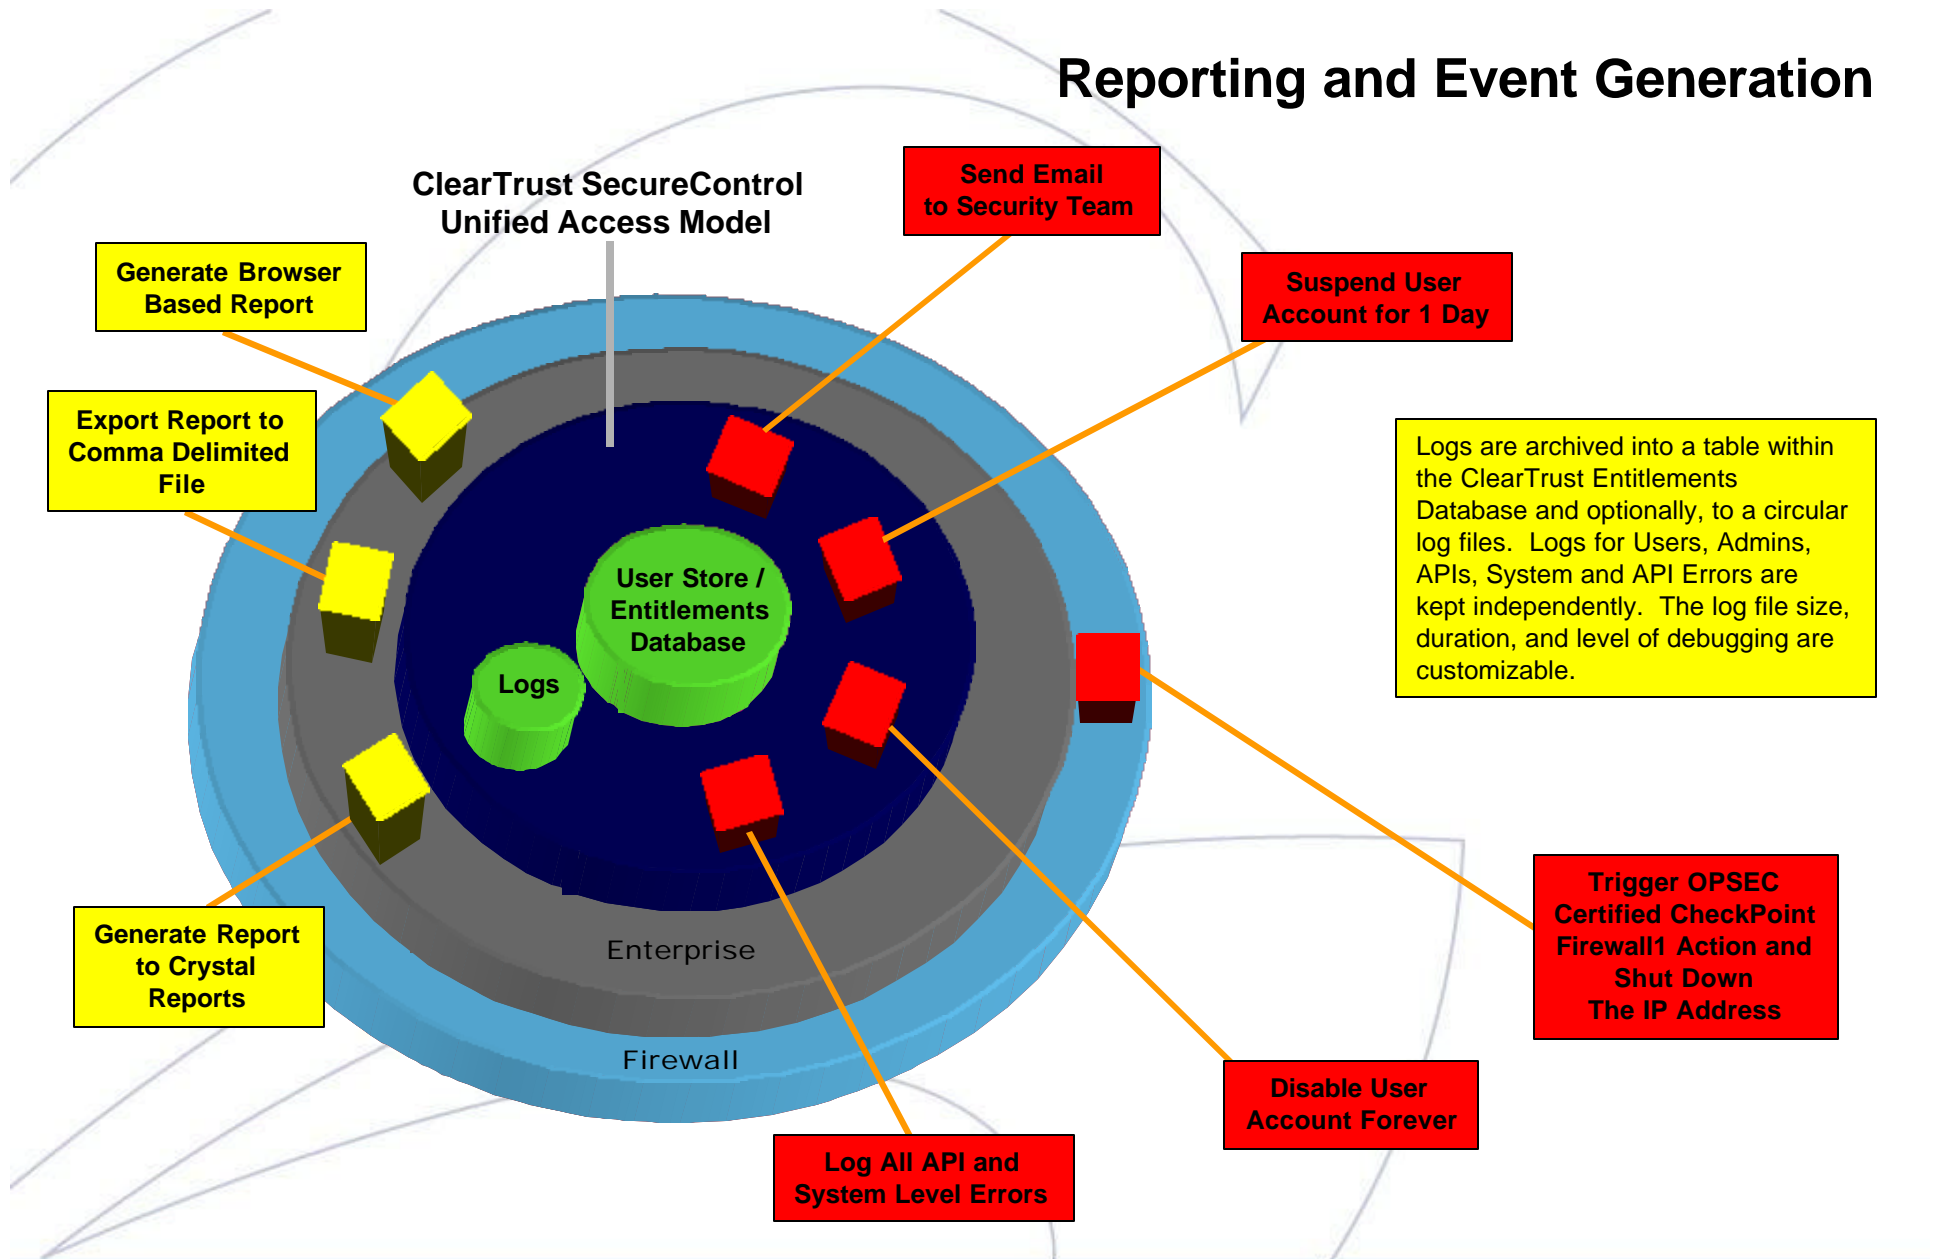 Reporting and Event Generation
ClearTrust SecureControl
Unified Access Model
Send Email
to Security Team
Generate Browser
Based Report
Suspend User
Account for 1 Day
Export Report to
Comma Delimited
File
Logs are archived into a table within
the ClearTrust Entitlements
Database and optionally, to a circular
log files.  Logs for Users, Admins,
APIs, System and API Errors are
kept independently.  The log file size,
duration, and level of debugging are
customizable.
User Store /
Entitlements
Database
Logs
Generate Report
to Crystal
Reports
Enterprise
Firewall
Trigger OPSEC
Certified CheckPoint
Firewall1 Action and
Shut Down
The IP Address
Disable User
Account Forever
Log All API and
System Level Errors